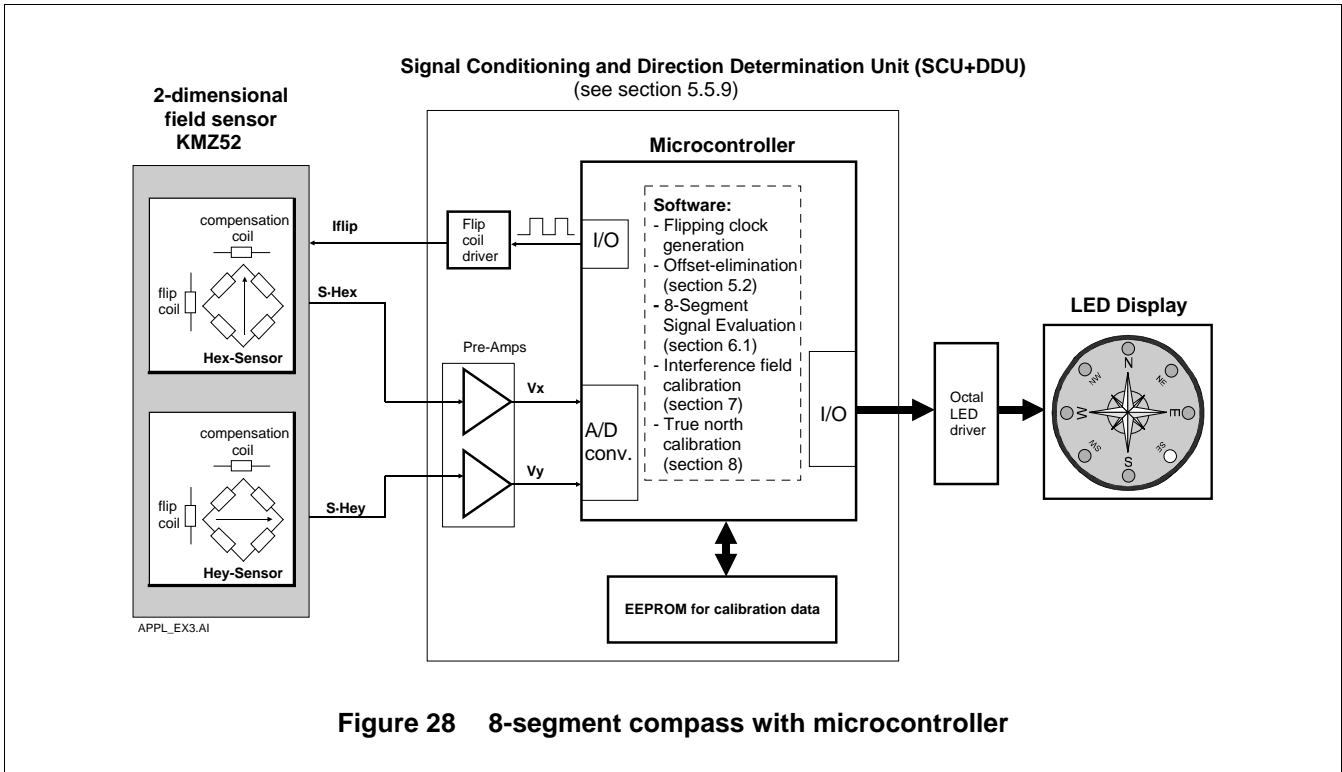 Signal Conditioning and Direction Determination Unit (SCU+DDU)
(see section 5.5.9)
2-dimensional
field sensor
KMZ52
compensation
coil
flip
coil
Hex-Sensor
compensation
coil
flip
coil
Hey-Sensor
APPL_EX3.AI
Iflip
S·Hex
S·Hey
Flip
coil
driver
Pre-Amps
Vx
Vy
Microcontroller
I/O
A/D
conv.
Software:
- Flipping clock
generation
- Offset-elimination
(section 5.2)
- 8-Segment
Signal Evaluation
(section 6.1)
- Interference field
calibration
(section 7)
- True north
calibration
(section 8)
I/O
EEPROM for calibration data
Octal
LED
driver
LED Display
N
NE
E
SE
S
SW
W
NW
Figure 28 8-segment compass with microcontroller